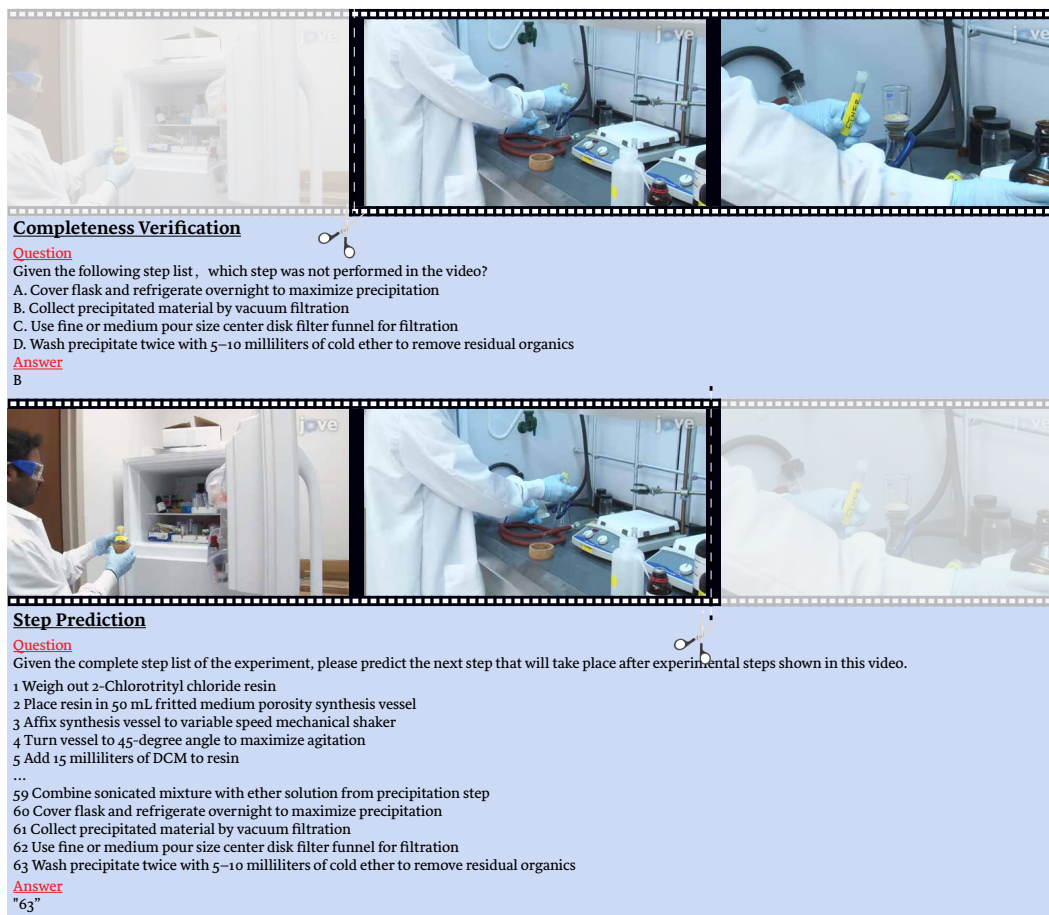 jove
jove
jove
ETHER
Completeness Verification
Question
Given the following step list， which step was not performed in the video?
A. Cover flask and refrigerate overnight to maximize precipitation
B. Collect precipitated material by vacuum filtration
C. Use fine or medium pour size center disk filter funnel for filtration
D. Wash precipitate twice with 5–10 milliliters of cold ether to remove residual organics
Answer
B
jove
jove
jove
Step Prediction
Question
Given the complete step list of the experiment, please predict the next step that will take place after experimental steps shown in this video.
1 Weigh out 2-Chlorotrityl chloride resin
2 Place resin in 50 mL fritted medium porosity synthesis vessel
3 Affix synthesis vessel to variable speed mechanical shaker
4 Turn vessel to 45-degree angle to maximize agitation
5 Add 15 milliliters of DCM to resin
...
59 Combine sonicated mixture with ether solution from precipitation step
60 Cover flask and refrigerate overnight to maximize precipitation
61 Collect precipitated material by vacuum filtration
62 Use fine or medium pour size center disk filter funnel for filtration
63 Wash precipitate twice with 5–10 milliliters of cold ether to remove residual organics
Answer
"63”